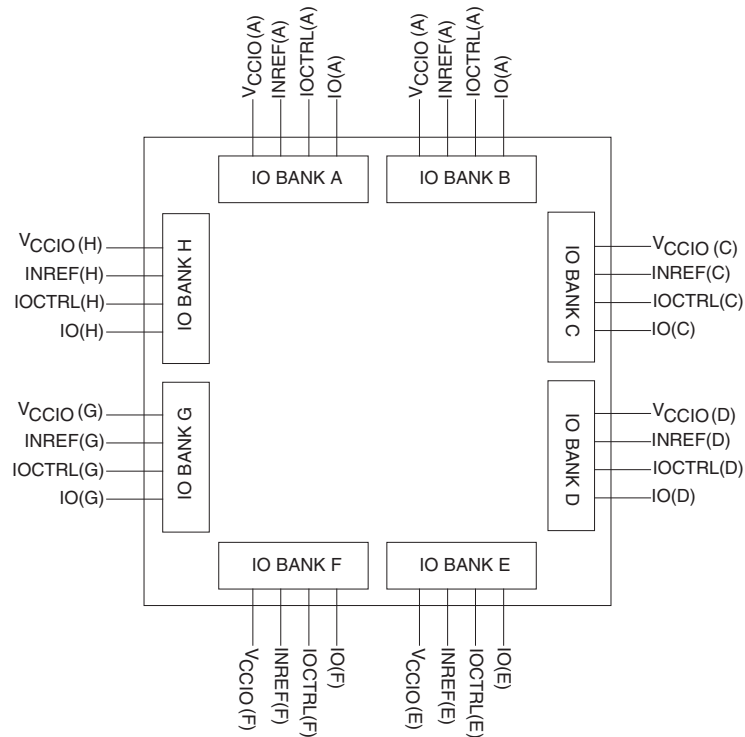 VCCIO(A)
INREF(A)
IOCTRL(A)
IO(A)
VCCIO(A)
INREF(A)
IOCTRL(A)
IO(A)
IO BANK A
IO BANK B
VCCIO(H)
INREF(H)
IOCTRL(H)
IO(H)
IO BANK H
IO BANK C
VCCIO(C)
INREF(C)
IOCTRL(C)
IO(C)
VCCIO(G)
INREF(G)
IOCTRL(G)
IO(G)
IO BANK G
IO BANK D
VCCIO(D)
INREF(D)
IOCTRL(D)
IO(D)
IO BANK F
IO BANK E
VCCIO(F)
INREF(F)
IOCTRL(F)
IO(F)
VCCIO(E)
INREF(E)
IOCTRL(E)
IO(E)